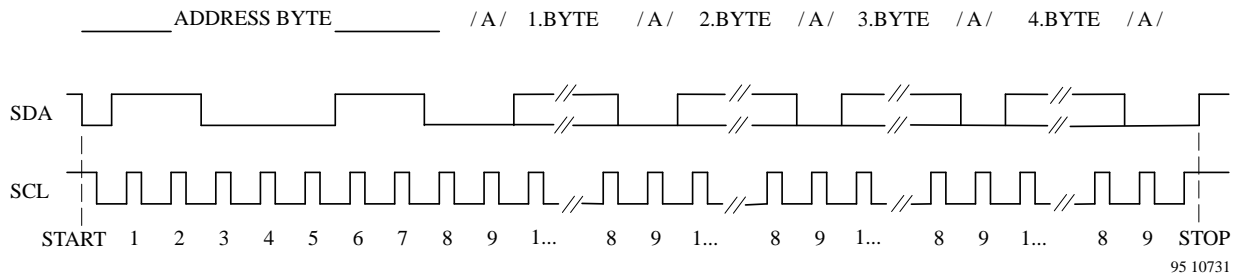 ADDRESS BYTE / A / 1.BYTE / A / 2.BYTE / A / 3.BYTE / A / 4.BYTE / A /
SDA
SCL
START 1 2 3 4 5 6 7 8 9 1... 8 9 1... 8 9 1... 8 9 1... 8 9 STOP
95 10731